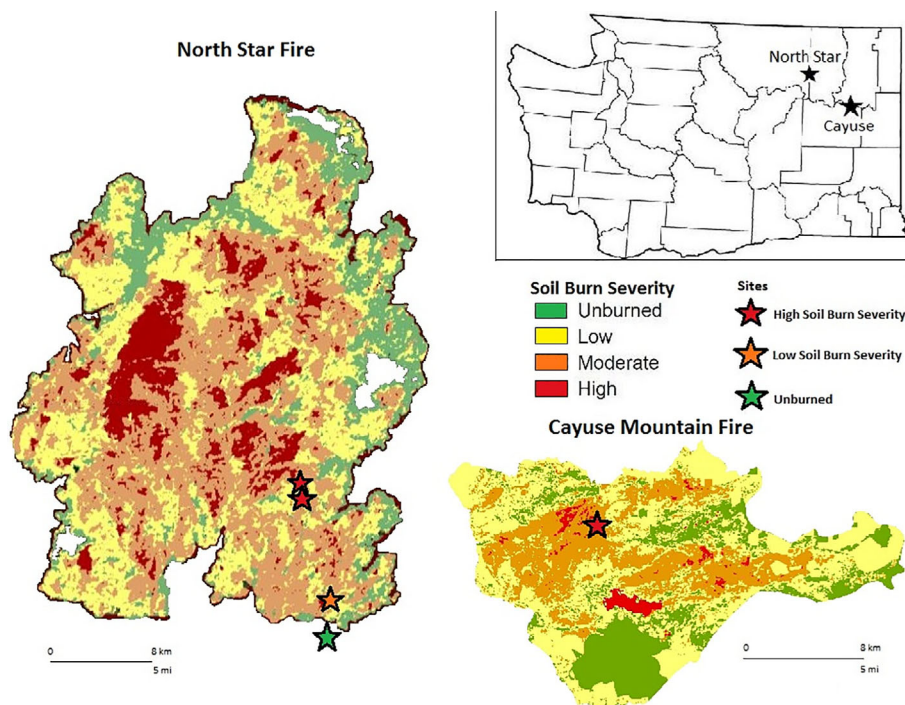 North Star Fire
North Star
Cayuse
Soil Burn Severity
Unburned
Low
Moderate
High
Sites
High Soil Burn Severity
Low Soil Burn Severity
Unburned
Cayuse Mountain Fire
0 8 km
5 mi
0 8 km
5 mi